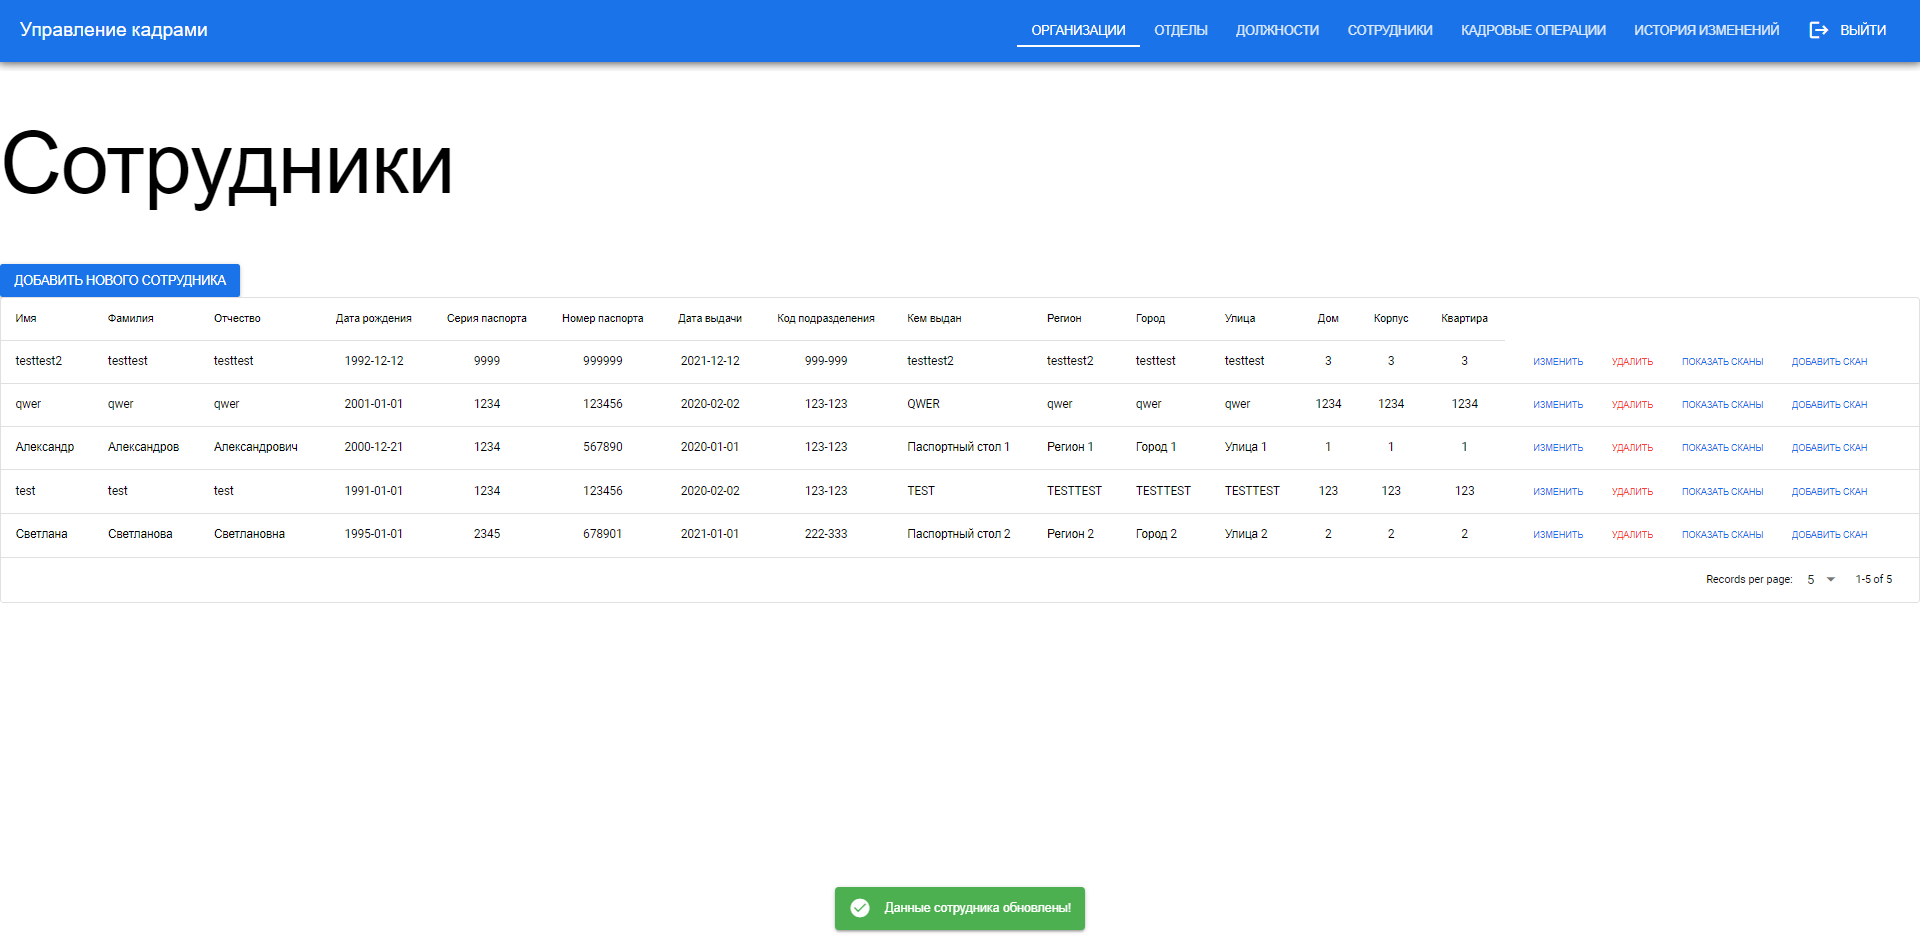 Управление кадрами ОРГАНИЗАЦИИ ОТДЕЛЫ ДОЛЖНОСТИ СОТРУДНИКИ КАДРОВЫЕ ОПЕРАЦИИ ИСТОРИЯ ИЗМЕНЕНИЙ ВЫЙТИ
Сотрудники
ДОБАВИТЬ НОВОГО СОТРУДНИКА
Имя Фамилия Отчество Дата рождения Серия паспорта Номер паспорта Дата выдачи Код подразделения Кем выдан Регион Город Улица Дом Корпус Квартира
testtest2 testtest testtest 1992-12-12 9999 999999 2021-12-12 999-999 testtest2 testtest2 testtest testtest 3 3 3 ИЗМЕНИТЬ УДАЛИТЬ ПОКАЗАТЬ СКАНЫ ДОБАВИТЬ СКАН
qwer qwer qwer 2001-01-01 1234 123456 2020-02-02 123-123 QWER qwer qwer qwer 1234 1234 1234 ИЗМЕНИТЬ УДАЛИТЬ ПОКАЗАТЬ СКАНЫ ДОБАВИТЬ СКАН
Александр Александров Александрович 2000-12-21 1234 567890 2020-01-01 123-123 Паспортный стол 1 Регион 1 Город 1 Улица 1 1 1 1 ИЗМЕНИТЬ УДАЛИТЬ ПОКАЗАТЬ СКАНЫ ДОБАВИТЬ СКАН
test test test 1991-01-01 1234 123456 2020-02-02 123-123 TEST TESTTEST TESTTEST TESTTEST 123 123 123 ИЗМЕНИТЬ УДАЛИТЬ ПОКАЗАТЬ СКАНЫ ДОБАВИТЬ СКАН
Светлана Светланова Светлановна 1995-01-01 2345 678901 2021-01-01 222-333 Паспортный стол 2 Регион 2 Город 2 Улица 2 2 2 2 ИЗМЕНИТЬ УДАЛИТЬ ПОКАЗАТЬ СКАНЫ ДОБАВИТЬ СКАН
Records per page: 5 1-5 of 5
Данные сотрудника обновлены!